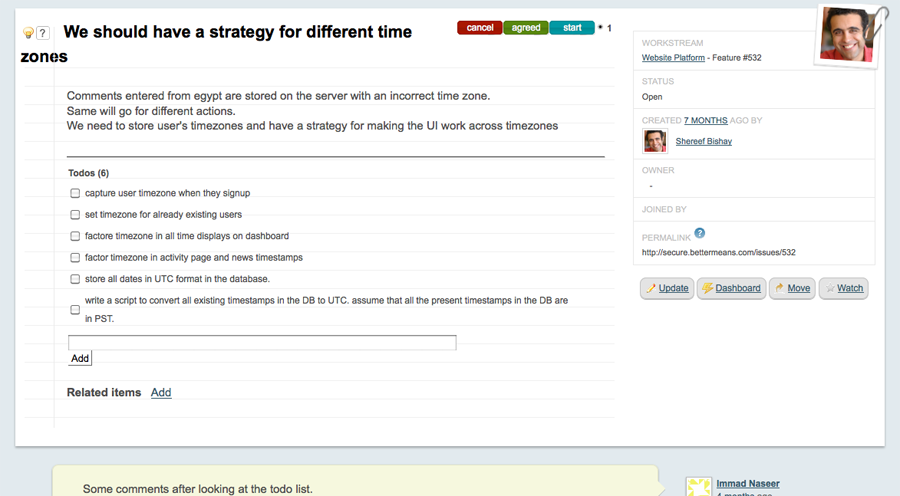 We should have a strategy for different time
zones
cancel agreed start 1
Comments entered from egypt are stored on the server with an incorrect time zone.
Same will go for different actions.
We need to store user's timezones and have a strategy for making the UI work across timezones
Todos (6)
capture user timezone when they signup
set timezone for already existing users
factore timezone in all time displays on dashboard
factor timezone in activity page and news timestamps
store all dates in UTC format in the database.
write a script to convert all existing timestamps in the DB to UTC. assume that all the present timestamps in the DB are
in PST.
Add
Related items Add
WORKSTREAM
Website Platform - Feature #532
STATUS
Open
CREATED 7 MONTHS AGO BY
Shereef Bishay
OWNER
-
JOINED BY
PERMALINK ?
http://secure.bettermeans.com/issues/532
Update Dashboard Move Watch
Some comments after looking at the todo list.
Immad Naseer
4 months ago